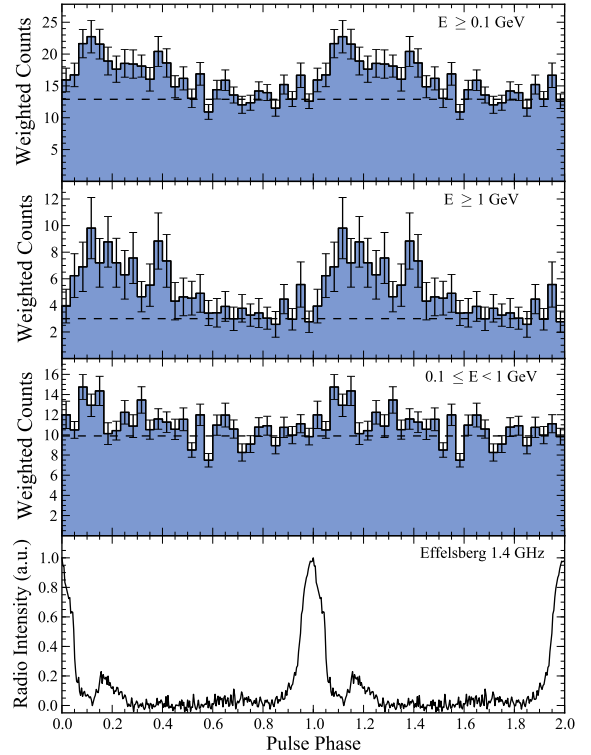 E ≥ 0.1 GeV
25
20
15
10
5
Weighted Counts
E ≥ 1 GeV
12
10
8
6
4
2
Weighted Counts
0.1 ≤ E < 1 GeV
16
14
12
10
8
6
4
2
Weighted Counts
Effelsberg 1.4 GHz
1.0
0.8
0.6
0.4
0.2
0.0
Radio Intensity (a.u.)
0.0 0.2 0.4 0.6 0.8 1.0 1.2 1.4 1.6 1.8 2.0
Pulse Phase